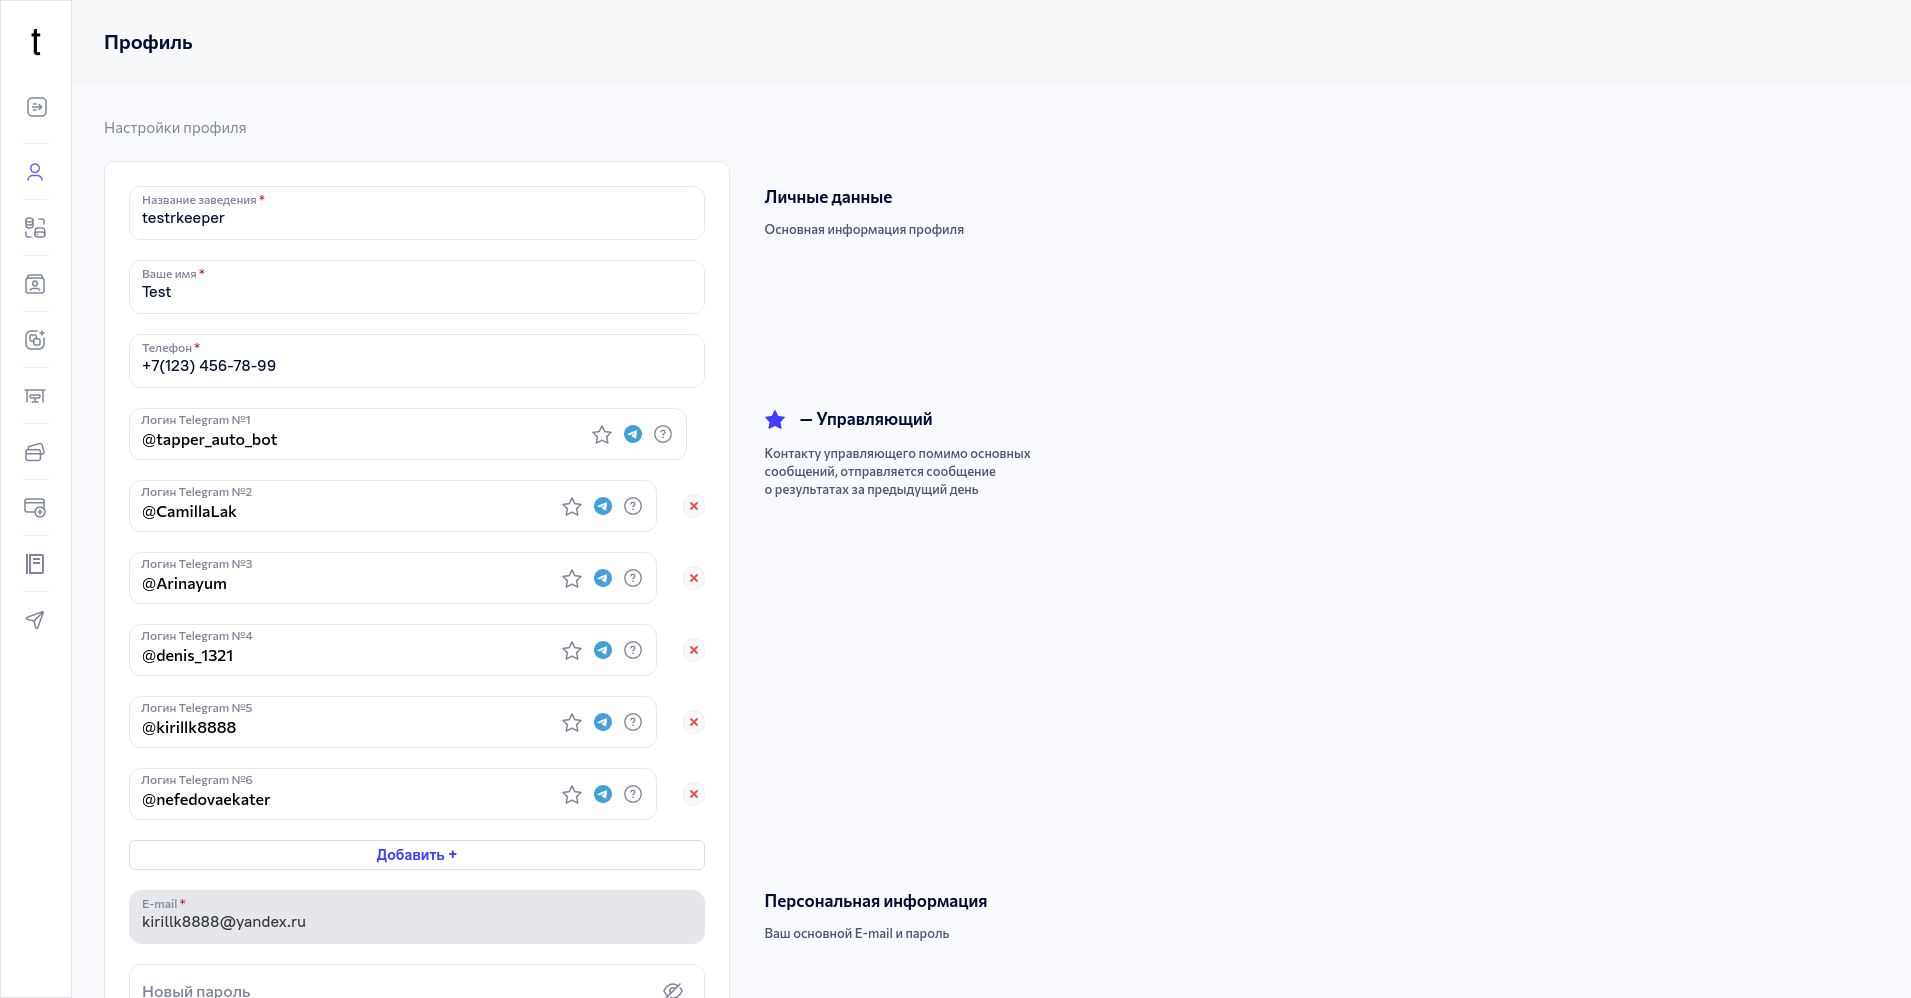 t
Профиль
Настройки профиля
Название заведения *
testrkeeper
Личные данные
Основная информация профиля
Ваше имя *
Test
Телефон *
+7(123) 456-78-99
Логин Telegram №1
@tapper_auto_bot
— Управляющий
Контакту управляющего помимо основных
сообщений, отправляется сообщение
о результатах за предыдущий день
Логин Telegram №2
@CamillaLak
Логин Telegram №3
@Arinayum
Логин Telegram №4
@denis_1321
Логин Telegram №5
@kirillk8888
Логин Telegram №6
@nefedovaekater
Добавить +
E-mail *
kirillk8888@yandex.ru
Персональная информация
Ваш основной E-mail и пароль
Новый пароль